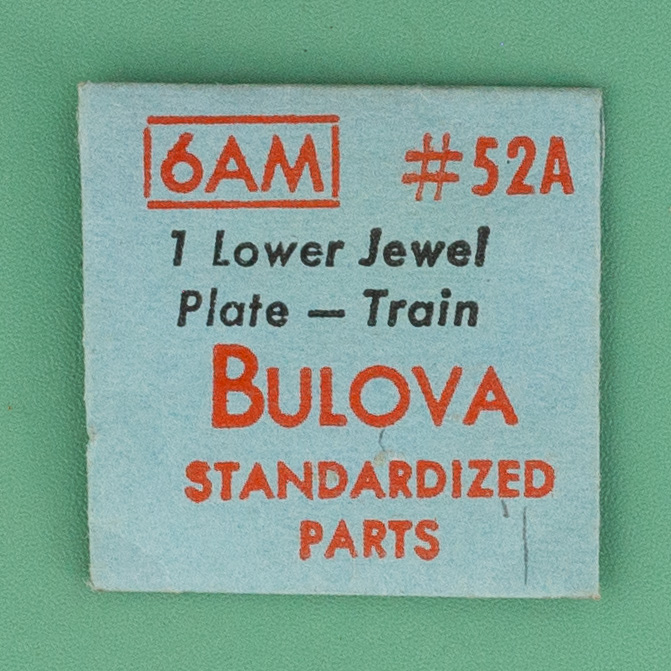 6AM #52A
1 Lower Jewel
Plate — Train
BULOVA
STANDARDIZED
PARTS